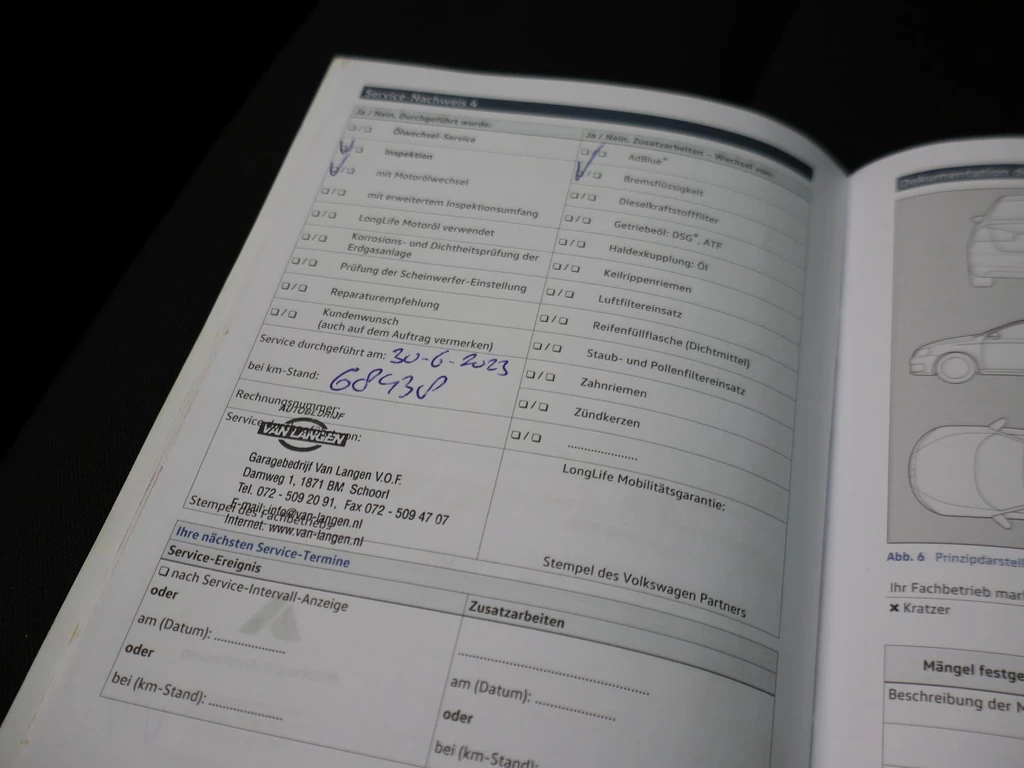 Service-Nachweis 4
Ja / Nein, Durchgeführt wurde:
Ölwechsel-Service
Inspektion
mit Motorölwechsel
mit erweitertem Inspektionsumfang
LongLife Motoröl verwendet
Korrosions- und Dichtheitsprüfung der
Erdgasanlage
Prüfung der Scheinwerfer-Einstellung
Reparaturempfehlung
Kundenwunsch
(auch auf dem Auftrag vermerken)
Service durchgeführt am: 30-6-2023
bei km-Stand: 68938
Rechnungsnummer:
AUTOBEDRIJF
VAN LANGEN
Garagebedrijf Van Langen V.O.F.
Damweg 1, 1871 BM Schoorl
Tel. 072 - 509 20 91, Fax 072 - 509 47 07
E-mail: info@van-langen.nl
Stempel des Fachbetriebs
Internet: www.van-langen.nl
Ja / Nein, Zusatzarbeiten – Wechsel von:
AdBlue®
Bremsflüssigkeit
Dieselkraftstofffilter
Getriebeöl: DSG®, ATF
Haldexkupplung: Öl
Keilrippenriemen
Luftfiltereinsatz
Reifenfüllflasche (Dichtmittel)
Staub- und Pollenfiltereinsatz
Zahnriemen
Zündkerzen
....................
LongLife Mobilitätsgarantie:
Stempel des Volkswagen Partners
Ihre nächsten Service-Termine
Service-Ereignis
nach Service-Intervall-Anzeige
oder
am (Datum): ....................
oder
bei (km-Stand): ....................
Zusatzarbeiten
..................................................
am (Datum): ....................
oder
bei (km-Stand):
Dokumentation
Abb. 6 Prinzipdarstell
Ihr Fachbetrieb mar
× Kratzer
Mängel festge
Beschreibung der M